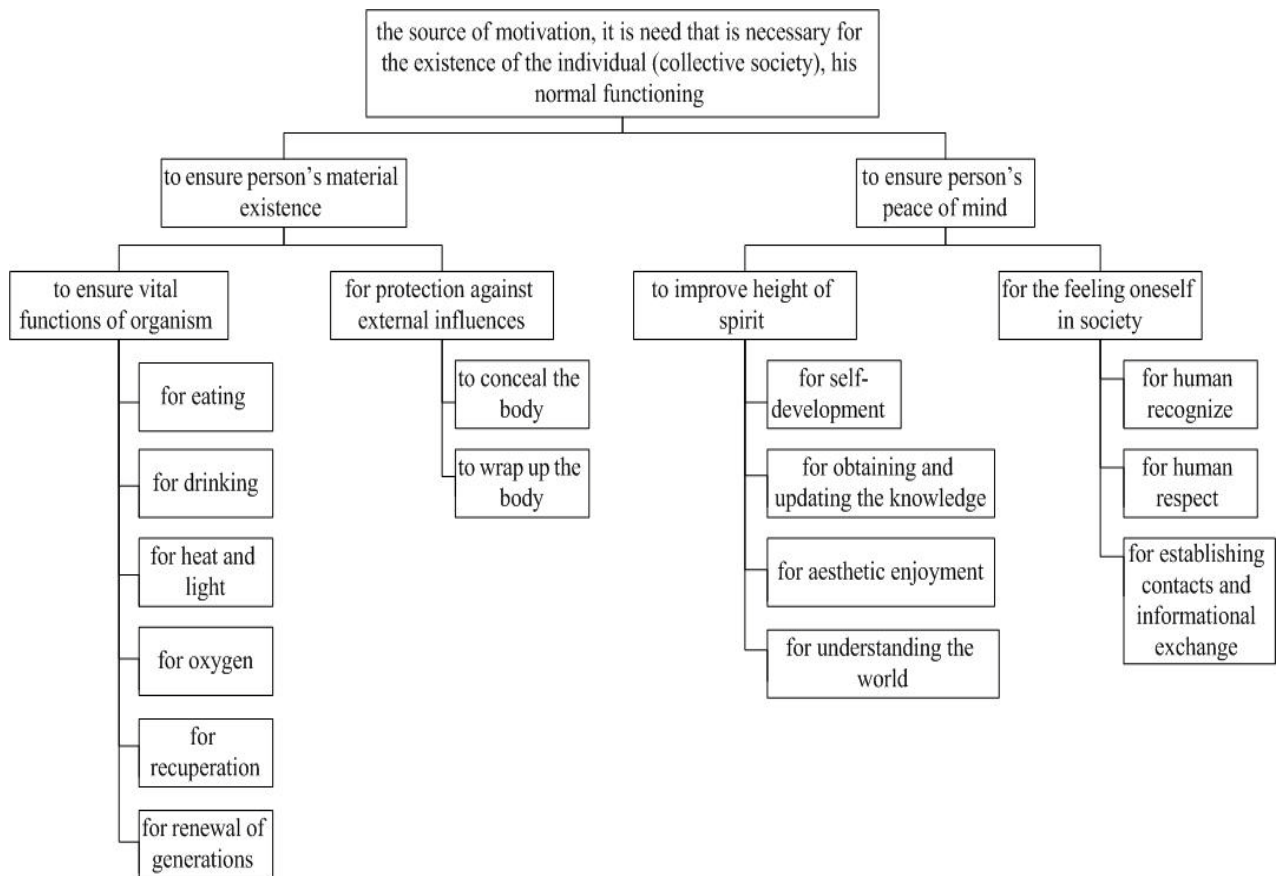 the source of motivation, it is need that is necessary for
the existence of the individual (collective society), his
normal functioning
to ensure person's material
existence
to ensure person's
peace of mind
to ensure vital
functions of organism
for protection against
external influences
to improve height of
spirit
for the feeling oneself
in society
for eating
for drinking
for heat and
light
for oxygen
for
recuperation
for renewal of
generations
to conceal the
body
to wrap up the
body
for self-
development
for obtaining and
updating the knowledge
for aesthetic enjoyment
for understanding the
world
for human
recognize
for human
respect
for establishing
contacts and
informational
exchange